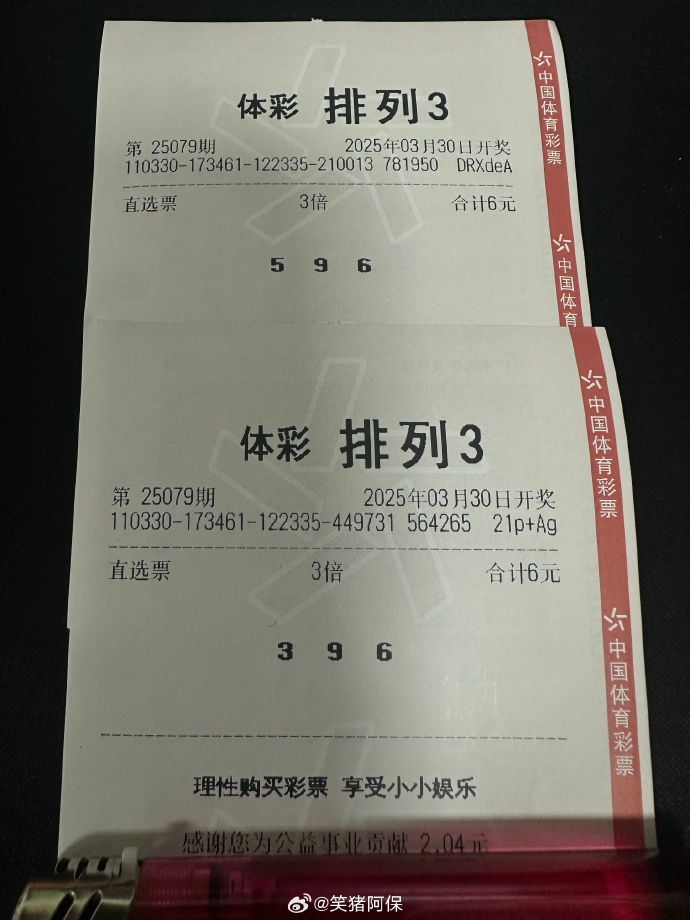 体彩 排列3
第 25079期 2025年03月30日开奖
110330-173461-122335-210013 781950 DRXdeA
直选票 3倍 合计6元
5 9 6
中国体育彩票
中国体育
体彩 排列3
第 25079期 2025年03月30日开奖
110330-173461-122335-449731 564265 21p+Ag
直选票 3倍 合计6元
3 9 6
理性购买彩票 享受小小娱乐
感谢您为公益事业贡献 2.04元
中国体育彩票
中国体育彩票
@笑猪阿保